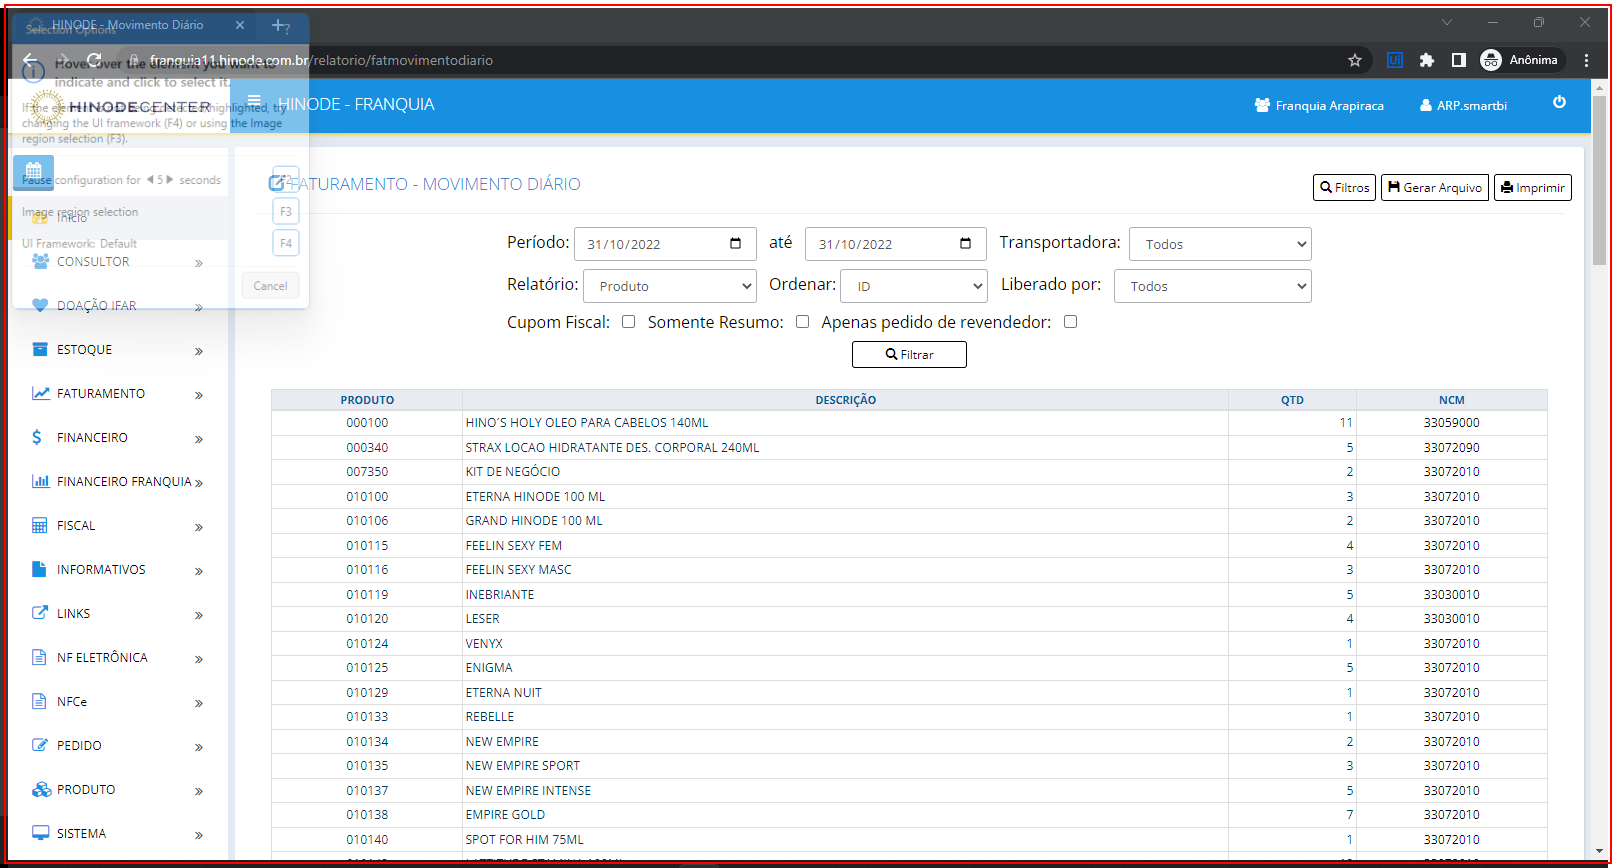 HINODE - Movimento Diário
Selection Options
?
franquia11.hinode.com.br/relatorio/fatmovimentodiario
Anônima
Hover over the element you want to indicate and click to select it.
If the element is not being detected/highlighted, try changing the UI framework (F4) or using the Image region selection (F3).
Pause configuration for 5 seconds
F2
Image region selection
F3
UI Framework: Default
F4
Cancel
HINODE CENTER
HINODE - FRANQUIA
Franquia Arapiraca
ARP.smartbi
Início
CONSULTOR
DOAÇÃO IFAR
ESTOQUE
FATURAMENTO
FINANCEIRO
FINANCEIRO FRANQUIA
FISCAL
INFORMATIVOS
LINKS
NF ELETRÔNICA
NFCe
PEDIDO
PRODUTO
SISTEMA
FATURAMENTO - MOVIMENTO DIÁRIO
Filtros Gerar Arquivo Imprimir
Período: 31/10/2022 até 31/10/2022 Transportadora: Todos
Relatório: Produto Ordenar: ID Liberado por: Todos
Cupom Fiscal: Somente Resumo: Apenas pedido de revendedor:
Filtrar
PRODUTO DESCRIÇÃO QTD NCM
000100 HINO´S HOLY OLEO PARA CABELOS 140ML 11 33059000
000340 STRAX LOCAO HIDRATANTE DES. CORPORAL 240ML 5 33072090
007350 KIT DE NEGÓCIO 2 33072010
010100 ETERNA HINODE 100 ML 3 33072010
010106 GRAND HINODE 100 ML 2 33072010
010115 FEELIN SEXY FEM 4 33072010
010116 FEELIN SEXY MASC 3 33072010
010119 INEBRIANTE 5 33030010
010120 LESER 4 33030010
010124 VENYX 1 33072010
010125 ENIGMA 5 33072010
010129 ETERNA NUIT 1 33072010
010133 REBELLE 1 33072010
010134 NEW EMPIRE 2 33072010
010135 NEW EMPIRE SPORT 3 33072010
010137 NEW EMPIRE INTENSE 5 33072010
010138 EMPIRE GOLD 7 33072010
010140 SPOT FOR HIM 75ML 1 33072010